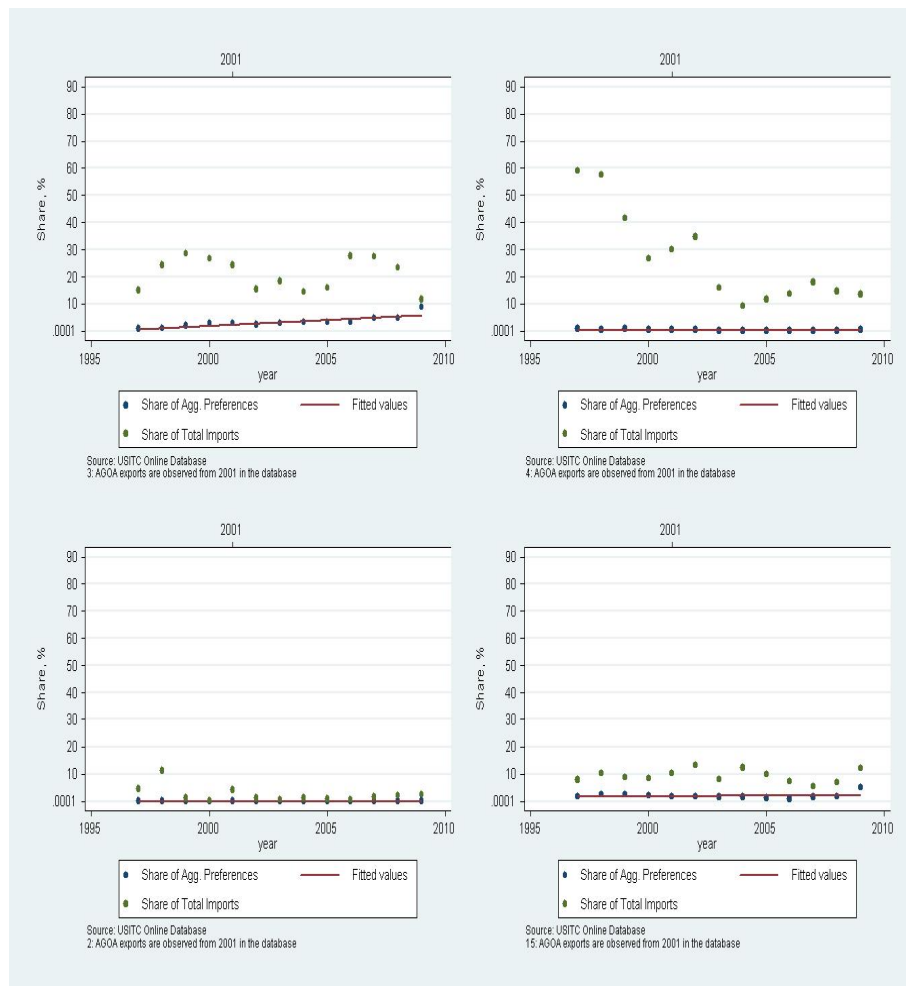 2001
90
80
70
60
50
40
30
20
10
.0001
Share, %
1995 2000 2005 2010
year
Share of Agg. Preferences Fitted values
Share of Total Imports
Source: USITC Online Database
3: AGOA exports are observed from 2001 in the database
2001
90
80
70
60
50
40
30
20
10
.0001
Share, %
1995 2000 2005 2010
year
Share of Agg. Preferences Fitted values
Share of Total Imports
Source: USITC Online Database
4: AGOA exports are observed from 2001 in the database
2001
90
80
70
60
50
40
30
20
10
.0001
Share, %
1995 2000 2005 2010
year
Share of Agg. Preferences Fitted values
Share of Total Imports
Source: USITC Online Database
2: AGOA exports are observed from 2001 in the database
2001
90
80
70
60
50
40
30
20
10
.0001
Share, %
1995 2000 2005 2010
year
Share of Agg. Preferences Fitted values
Share of Total Imports
Source: USITC Online Database
15: AGOA exports are observed from 2001 in the database